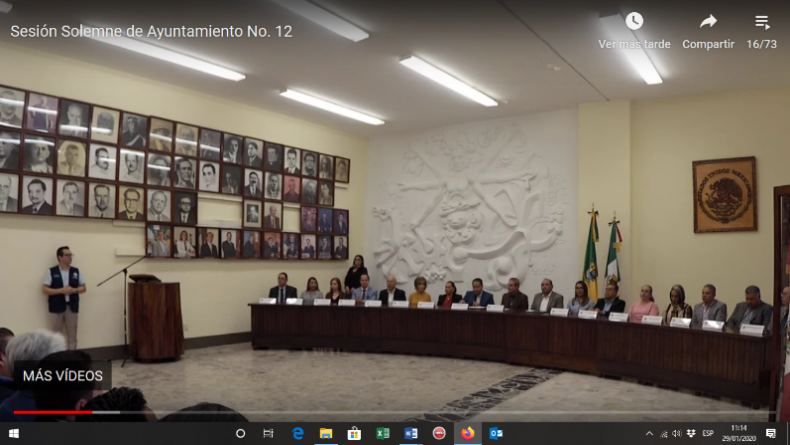 Sesión Solemne de Ayuntamiento No. 12
Ver más tarde
Compartir
16/73
MÁS VÍDEOS
ESP
11:14
29/01/2020